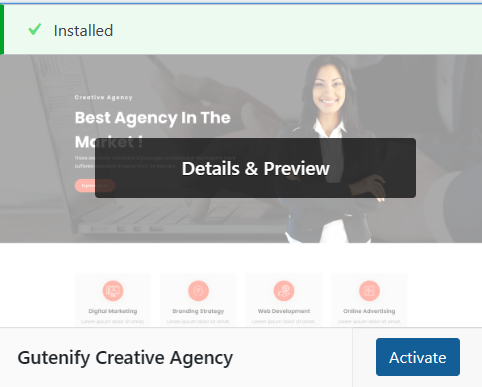 Installed
Creative Agency
Best Agency In The
Market !
Details & Preview
Digital Marketing
Branding Strategy
Web Development
Online Advertising
Gutenify Creative Agency
Activate